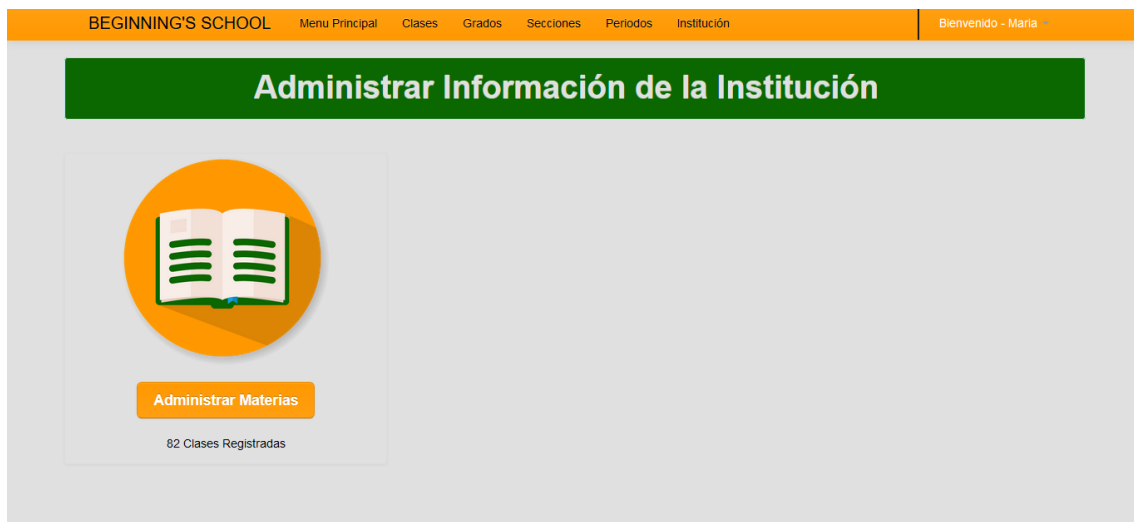 BEGINNING'S SCHOOL Menu Principal Clases Grados Secciones Periodos Institución Bienvenido - Maria
Administrar Información de la Institución
Administrar Materias
82 Clases Registradas